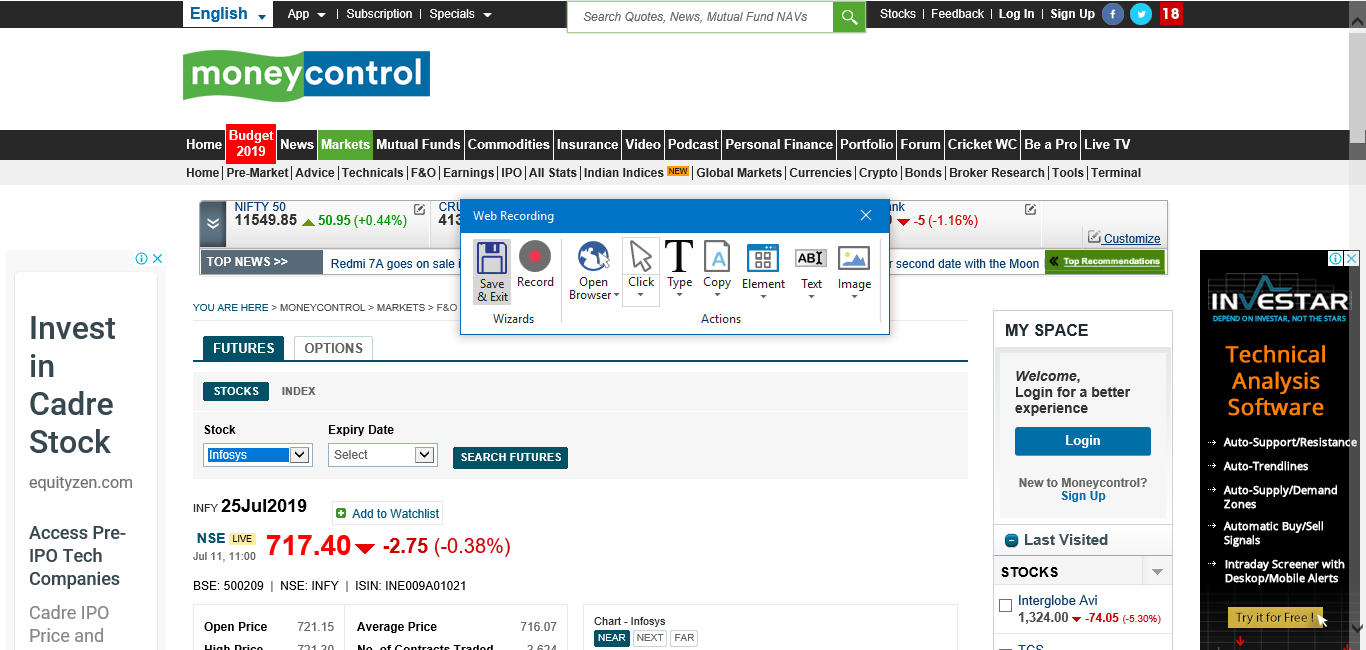 English App | Subscription | Specials Search Quotes, News, Mutual Fund NAVs Stocks | Feedback | Log In | Sign Up f 18
moneycontrol
Home Budget 2019 News Markets Mutual Funds Commodities Insurance Video Podcast Personal Finance Portfolio Forum Cricket WC Be a Pro Live TV
Home Pre-Market Advice Technicals F&O Earnings IPO All Stats Indian Indices NEW Global Markets Currencies Crypto Bonds Broker Research Tools Terminal
NIFTY 50
11549.85 50.95 (+0.44%)
-5 (-1.16%)
Customize
TOP NEWS >>
Redmi 7A goes on sale
second date with the Moon
Top Recommendations
Web Recording
Save & Exit
Record
Open Browser
Click
Type
Copy
Element
ABI
Text
Image
Wizards
Actions
YOU ARE HERE > MONEYCONTROL > MARKETS > F&O
FUTURES OPTIONS
STOCKS INDEX
Stock Expiry Date
Infosys Select SEARCH FUTURES
INFY 25Jul2019 Add to Watchlist
NSE LIVE
Jul 11, 11:00
717.40 -2.75 (-0.38%)
BSE: 500209 | NSE: INFY | ISIN: INE009A01021
Open Price 721.15 Average Price 716.07
High Price 721.30 No. of Contracts Traded 3,624
Chart - Infosys
NEAR NEXT FAR
Invest
in
Cadre
Stock
equityzen.com
Access Pre-
IPO Tech
Companies
Cadre IPO
Price and
MY SPACE
Welcome,
Login for a better
experience
Login
New to Moneycontrol?
Sign Up
Last Visited
STOCKS
Interglobe Avi
1,324.00 -74.05 (-5.30%)
TCS
INVESTAR
DEPEND ON INVESTAR, NOT THE STARS
Technical
Analysis
Software
Auto-Support/Resistance
Auto-Trendlines
Auto-Supply/Demand
Zones
Automatic Buy/Sell
Signals
Intraday Screener with
Deskop/Mobile Alerts
Try it for Free !